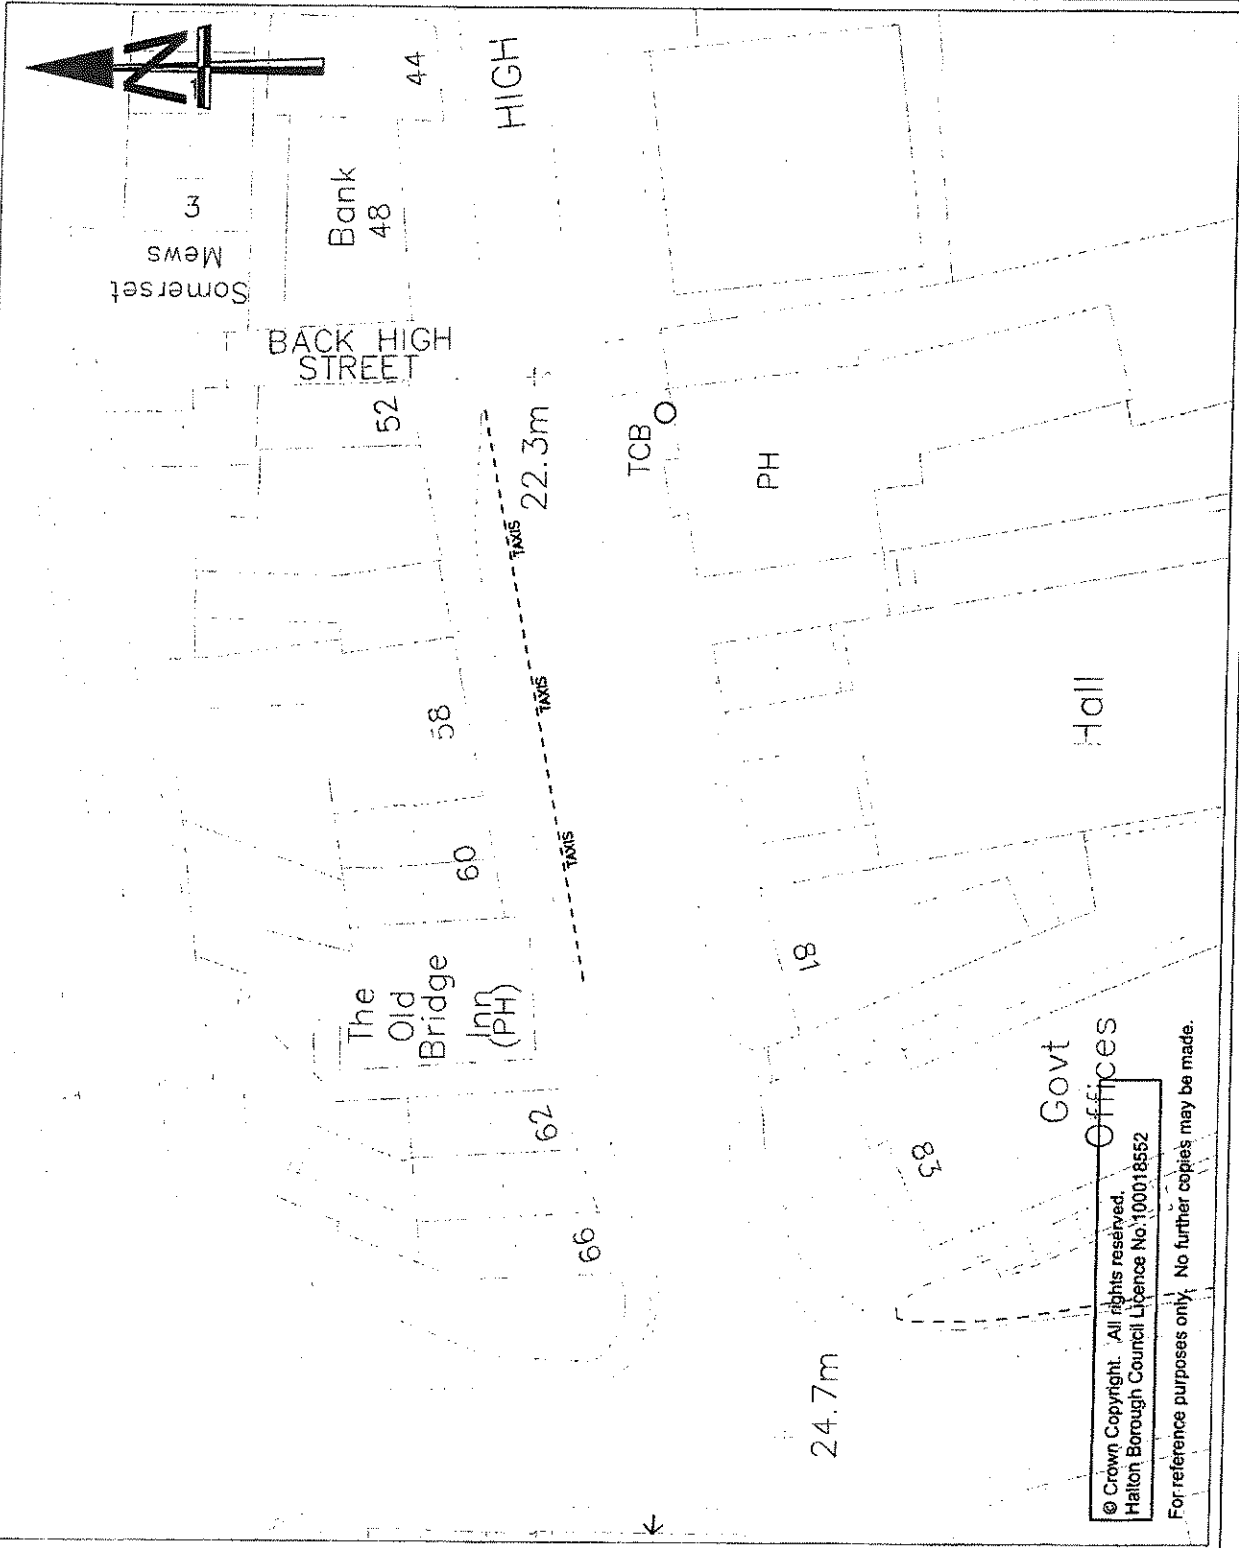 N
1
44
HIGH
3
Somerset
Mews
Bank
48
BACK HIGH
STREET
52
22.3m
TCB
PH
TAXIS
58
TAXIS
Hall
60
TAXIS
The
Old
Bridge
Inn
(PH)
81
62
83
Govt
Offices
66
24.7m
© Crown Copyright. All rights reserved.
Halton Borough Council Licence No.100018552
For reference purposes only. No further copies may be made.